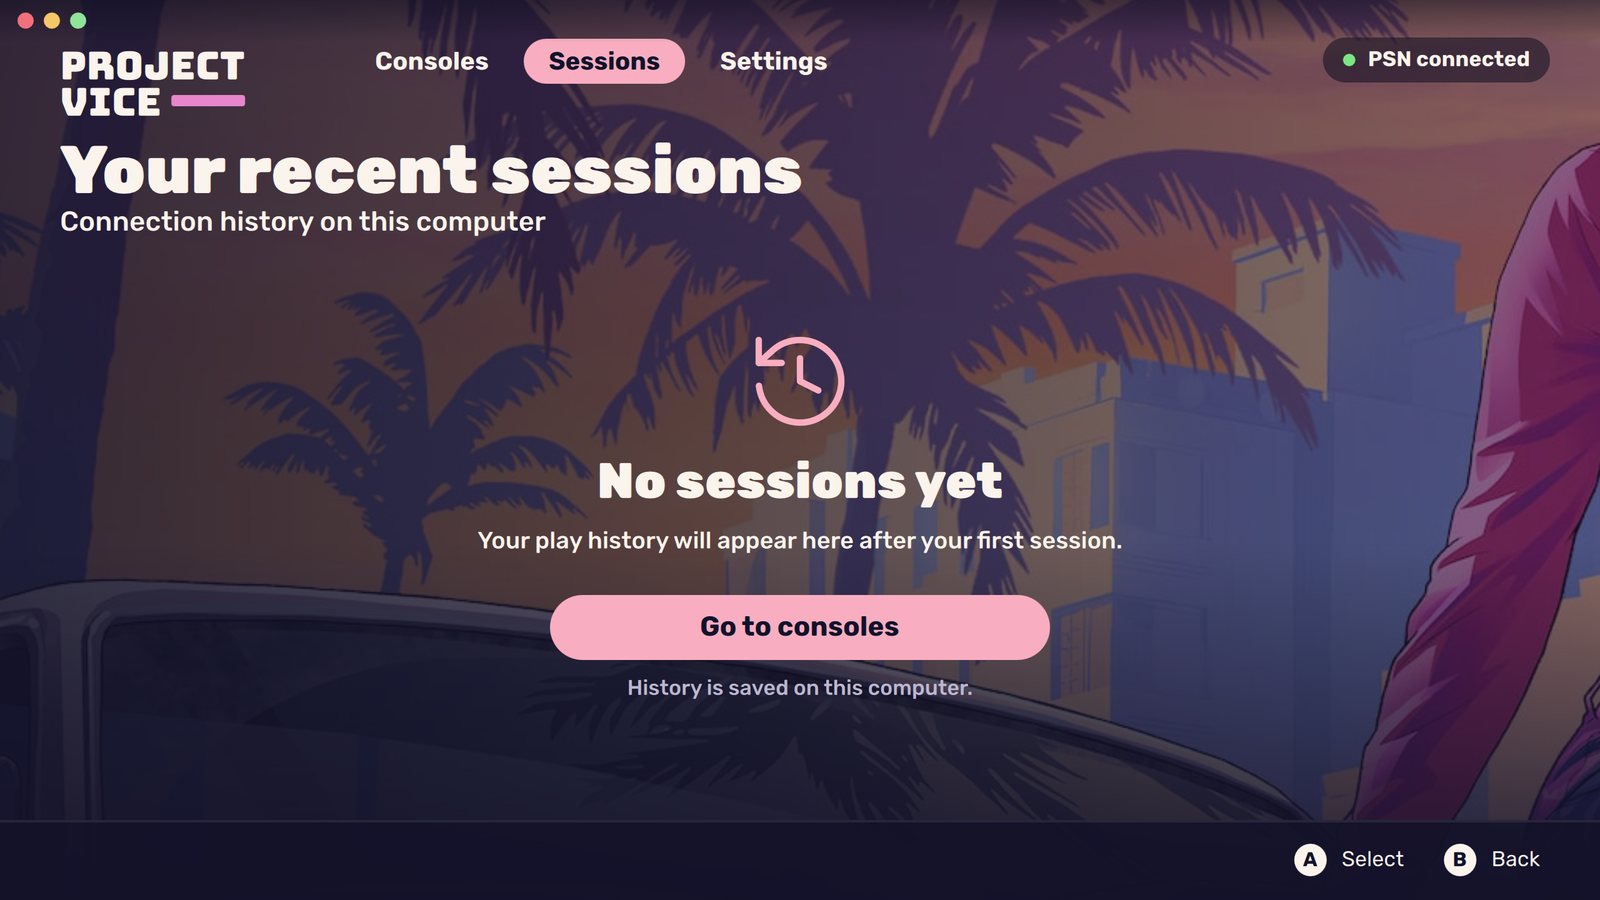 PROJECT
VICE
Consoles
Sessions
Settings
PSN connected
Your recent sessions
Connection history on this computer
No sessions yet
Your play history will appear here after your first session.
Go to consoles
History is saved on this computer.
A Select
B Back